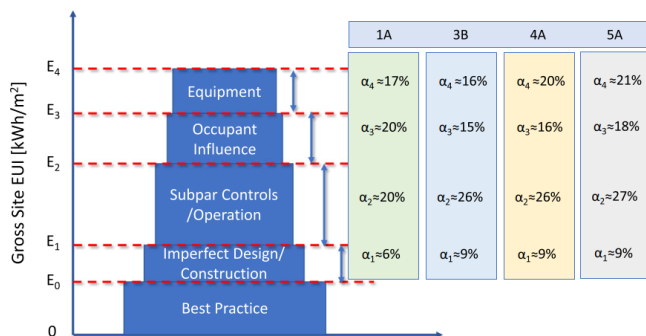 1A 3B 4A 5A
Gross Site EUI [kWh/m²]
E₄
Equipment
α₄≈17% α₄≈16% α₄≈20% α₄≈21%
E₃
Occupant
Influence
α₃≈20% α₃≈15% α₃≈16% α₃≈18%
E₂
Subpar Controls
/Operation
α₂≈20% α₂≈26% α₂≈26% α₂≈27%
E₁
Imperfect Design/
Construction
α₁≈6% α₁≈9% α₁≈9% α₁≈9%
E₀
Best Practice
0